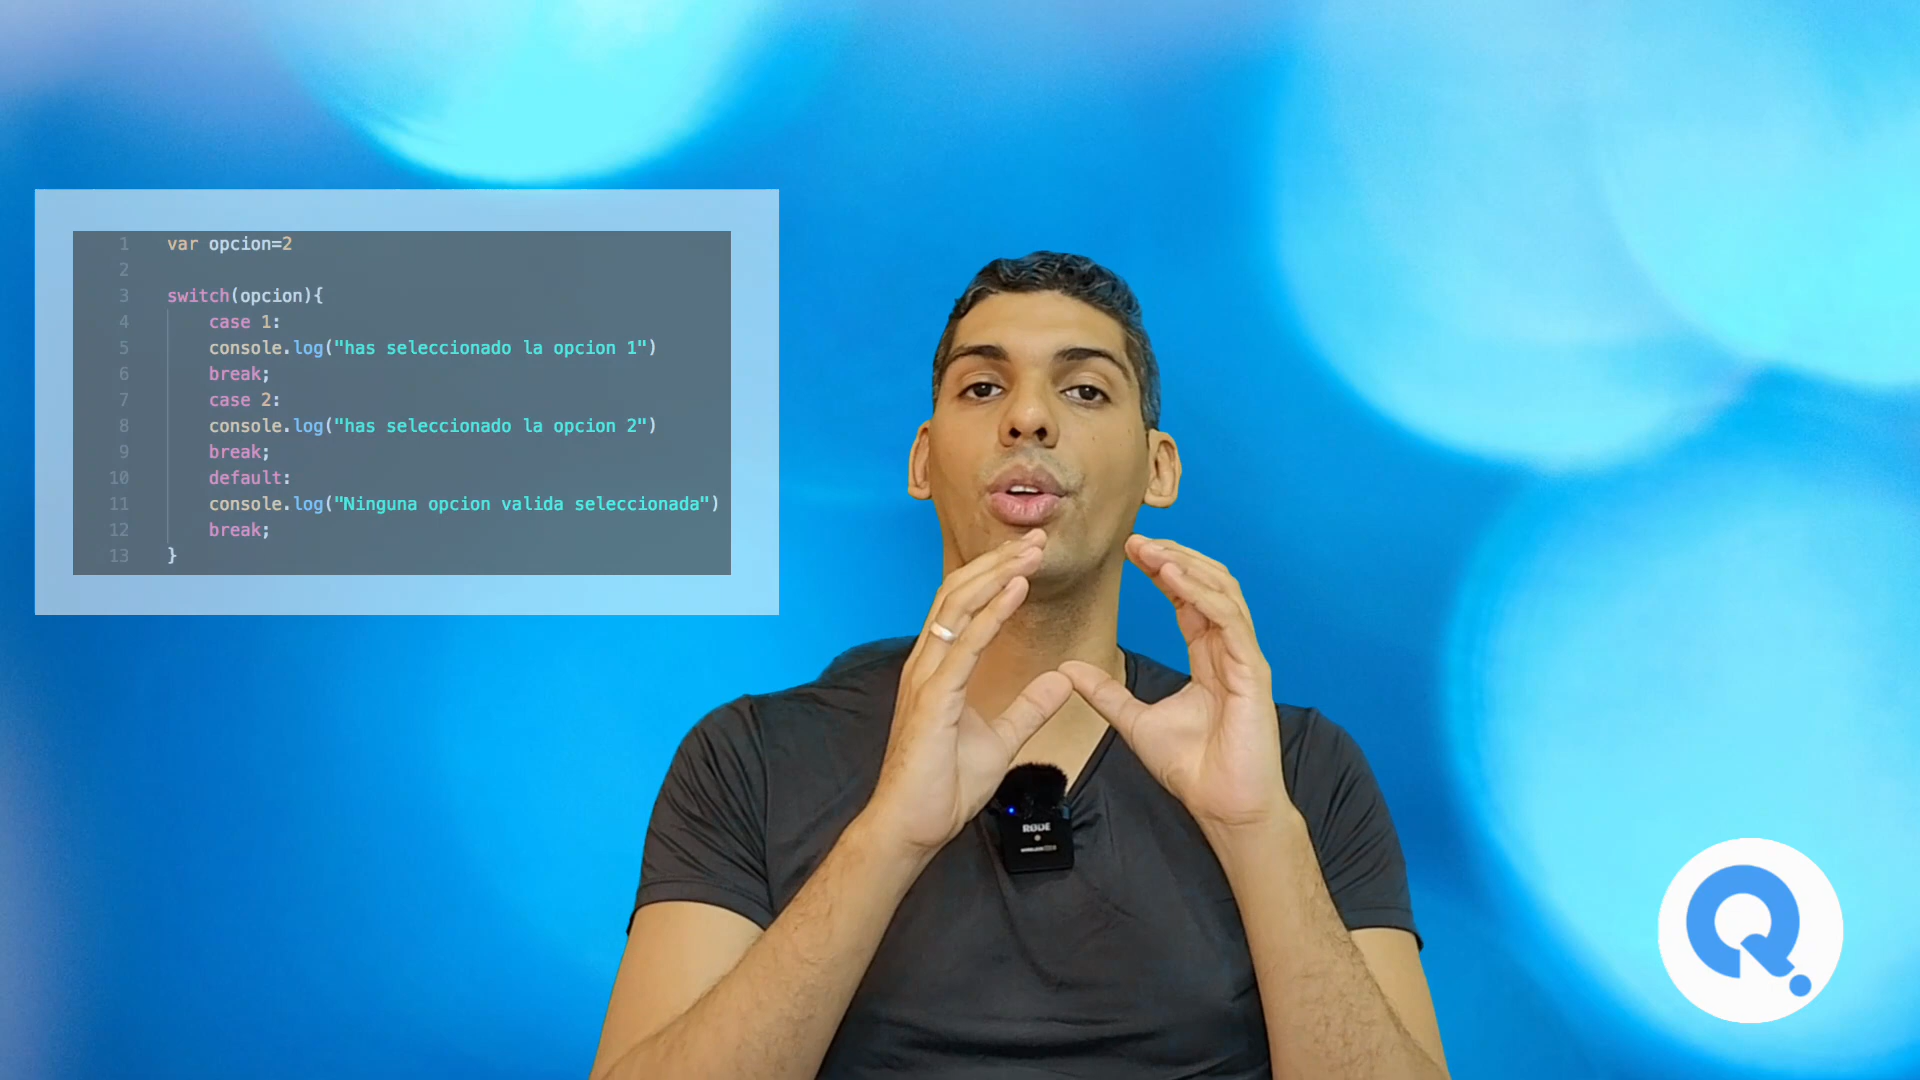 1 var opcion=2
2
3 switch(opcion){
4 case 1:
5 console.log("has seleccionado la opcion 1")
6 break;
7 case 2:
8 console.log("has seleccionado la opcion 2")
9 break;
10 default:
11 console.log("Ninguna opcion valida seleccionada")
12 break;
13 }
RØDE